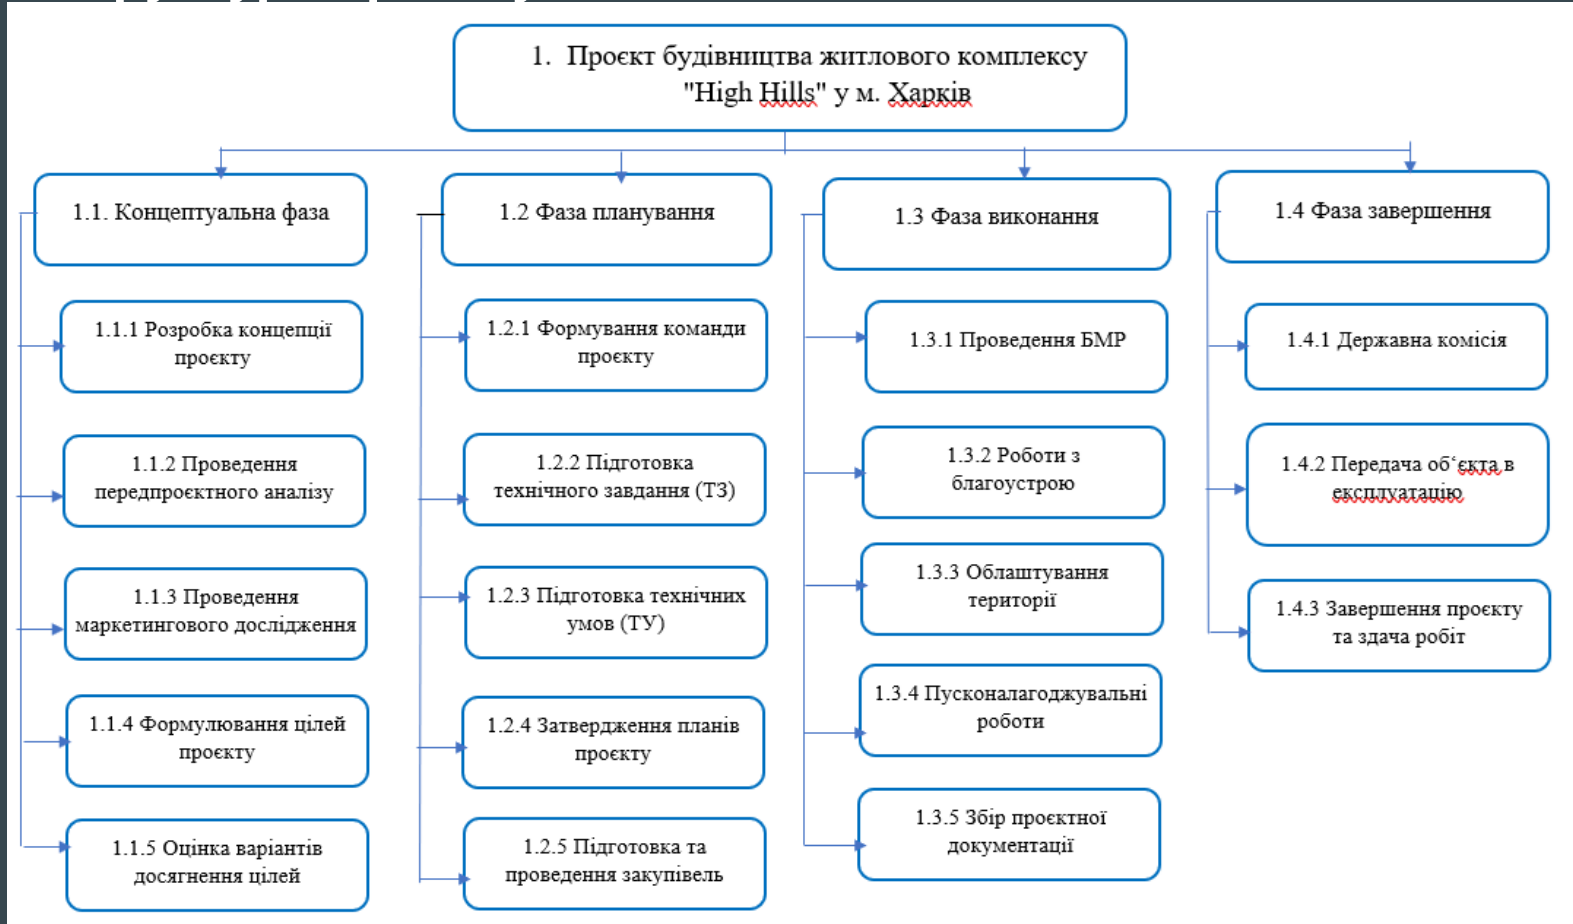 1. Проєкт будівництва житлового комплексу
"High Hills" у м. Харків
1.1. Концептуальна фаза
1.1.1 Розробка концепції
проєкту
1.1.2 Проведення
передпроєктного аналізу
1.1.3 Проведення
маркетингового дослідження
1.1.4 Формулювання цілей
проєкту
1.1.5 Оцінка варіантів
досягнення цілей
1.2 Фаза планування
1.2.1 Формування команди
проєкту
1.2.2 Підготовка
технічного завдання (ТЗ)
1.2.3 Підготовка технічних
умов (ТУ)
1.2.4 Затвердження планів
проєкту
1.2.5 Підготовка та
проведення закупівель
1.3 Фаза виконання
1.3.1 Проведення БМР
1.3.2 Роботи з
благоустрою
1.3.3 Облаштування
території
1.3.4 Пусконалагоджувальні
роботи
1.3.5 Збір проєктної
документації
1.4 Фаза завершення
1.4.1 Державна комісія
1.4.2 Передача об‘єкта в
експлуатацію
1.4.3 Завершення проєкту
та здача робіт